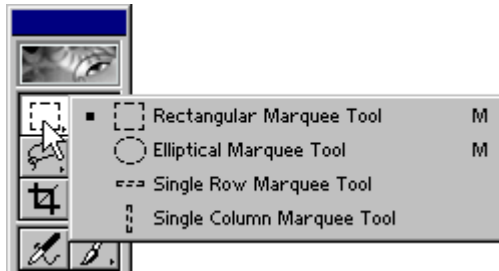 Rectangular Marquee Tool M
Elliptical Marquee Tool M
Single Row Marquee Tool
Single Column Marquee Tool